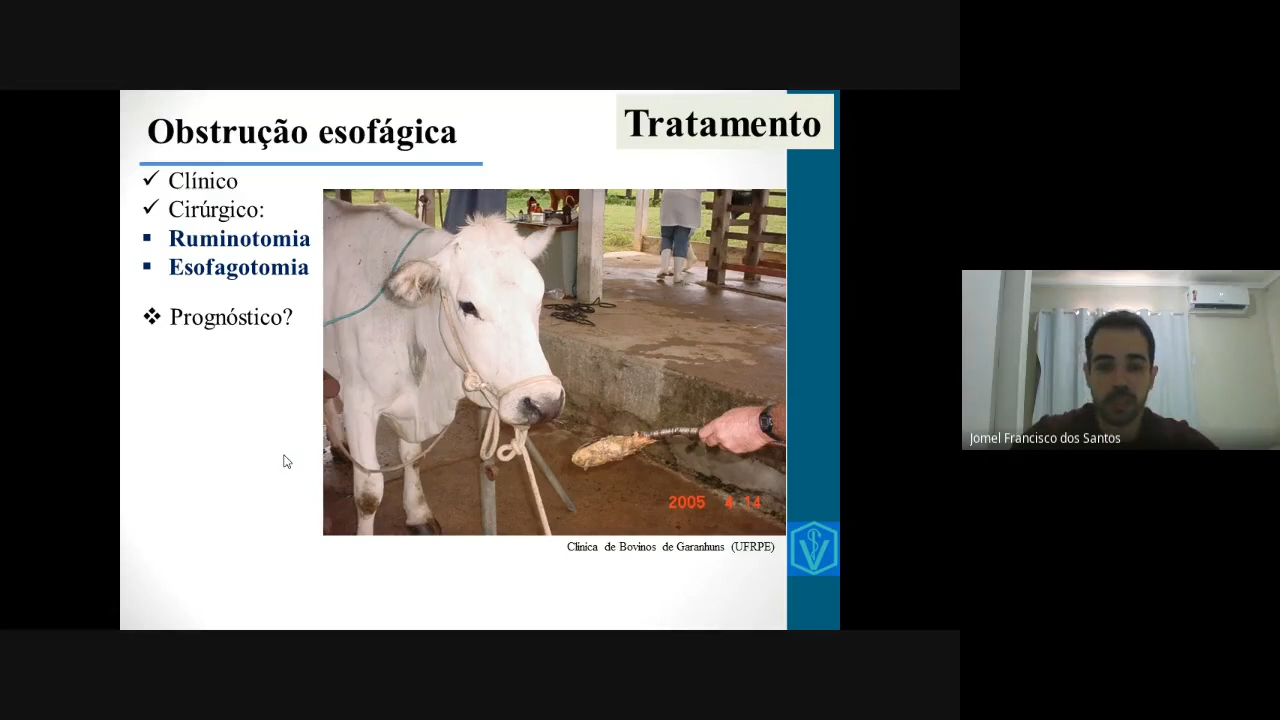 Obstrução esofágica
Tratamento
✓ Clínico
✓ Cirúrgico:
▪ Ruminotomia
▪ Esofagotomia
❖ Prognóstico?
2005 4 14
Clínica de Bovinos de Garanhuns (UFRPE)
Jomel Francisco dos Santos